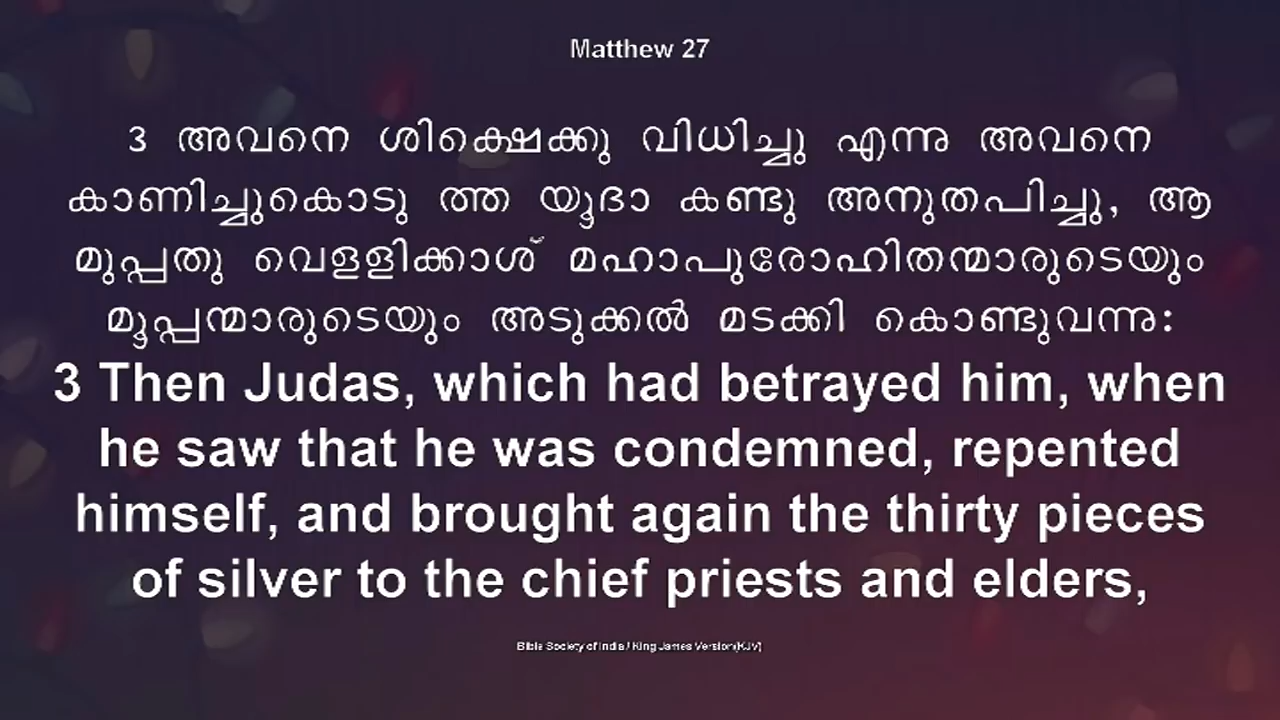 Matthew 27
3 അവനെ ശിക്ഷെക്കു വിധിച്ചു എന്നു അവനെ
കാണിച്ചുകൊടു ത്ത യൂദാ കണ്ടു അനുതപിച്ചു, ആ
മുപ്പതു വെളളിക്കാശ് മഹാപുരോഹിതന്മാരുടെയും
മൂപ്പന്മാരുടെയും അടുക്കൽ മടക്കി കൊണ്ടുവന്നു:
3 Then Judas, which had betrayed him, when
he saw that he was condemned, repented
himself, and brought again the thirty pieces
of silver to the chief priests and elders,
Bible Society of India / King James Version(KJV)